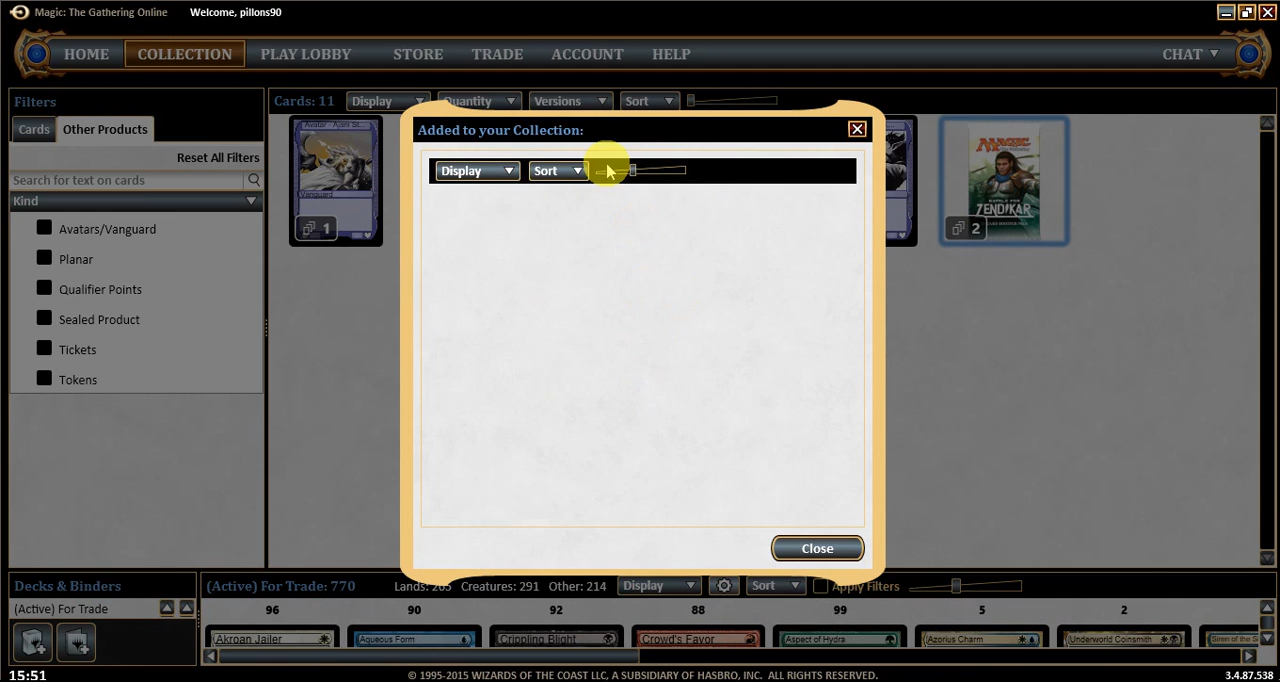 Magic: The Gathering Online
Welcome, pillons90
HOME
COLLECTION
PLAY LOBBY
STORE
TRADE
ACCOUNT
HELP
CHAT
Filters
Cards
Other Products
Reset All Filters
Search for text on cards
Kind
Avatars/Vanguard
Planar
Qualifier Points
Sealed Product
Tickets
Tokens
Cards: 11
Display
Quantity
Versions
Sort
Vanguard
1
MAGIC
ZENDIKAR
2
Added to your Collection:
Display
Sort
Close
Decks & Binders
(Active) For Trade
(Active) For Trade: 770
Creatures: 291
Other: 214
Display
Sort
Apply Filters
96
90
92
88
99
5
2
Akroan Jailer
Aqueous Form
Crippling Blight
Crowd's Favor
Aspect of Hydra
Azorius Charm
Underworld Coinsmith
15:51
© 1995-2015 WIZARDS OF THE COAST LLC, A SUBSIDIARY OF HASBRO, INC. ALL RIGHTS RESERVED.
3.4.87.538